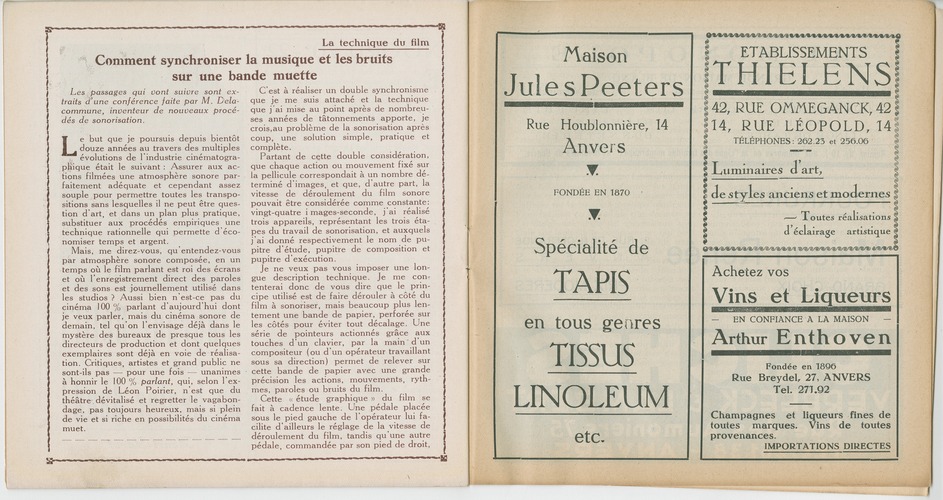 La technique du film
Comment synchroniser la musique et les bruits
sur une bande muette
Les passages qui vont suivre sont ex-
traits d'une conférence faite par M. Dela-
commune, inventeur de nouveaux procé-
dés de sonorisation.
Le but que je poursuis depuis bientôt
douze années au travers des multiples
évolutions de l'industrie cinématogra-
phique était le suivant : Assurer aux ac-
tions filmées une atmosphère sonore par-
faitement adéquate et cependant assez
souple pour permettre toutes les transpo-
sitions sans lesquelles il ne peut être ques-
tion d'art, et dans un plan plus pratique,
substituer aux procédés empiriques une
technique rationnelle qui permette d'éco-
nomiser temps et argent.
Mais, me direz-vous, qu'entendez-vous
par atmosphère sonore composée, en un
temps où le film parlant est roi des écrans
et où l'enregistrement direct des paroles
et des sons est journellement utilisé dans
les studios ? Aussi bien n'est-ce pas du
cinéma 100 % parlant d'aujourd'hui dont
je veux parler, mais du cinéma sonore de
demain, tel qu'on l'envisage déjà dans le
mystère des bureaux de presque tous les
directeurs de production et dont quelques
exemplaires sont déjà en voie de réalisa-
tion. Critiques, artistes et grand public ne
sont-ils pas — pour une fois — unanimes
à honnir le 100 % parlant, qui, selon l'ex-
pression de Léon Poirier, n'est que du
théâtre dévitalisé et regretter le vagabon-
dage, pas toujours heureux, mais si plein
de vie et si riche en possibilités du cinéma
muet.
C'est à réaliser un double synchronisme
que je me suis attaché et la technique
que j'ai mise au point après de nombreu-
ses années de tâtonnements apporte, je
crois,au problème de la sonorisation après
coup, une solution simple, pratique et
complète.
Partant de cette double considération,
que chaque action ou mouvement fixé sur
la pellicule correspondait à un nombre dé-
terminé d'images, et que, d'autre part, la
vitesse de déroulement du film sonore
pouvait être considérée comme constante:
vingt-quatre images-seconde, j'ai réalisé
trois appareils, représentant les trois éta-
pes du travail de sonorisation, et auxquels
j'ai donné respectivement le nom de pu-
pitre d'étude, pupitre de composition et
pupitre d'exécution.
Je ne veux pas vous imposer une lon-
gue description technique. Je me con-
tenterai donc de vous dire que le prin-
cipe utilisé est de faire dérouler à côté du
film à sonoriser, mais beaucoup plus len-
tement une bande de papier, perforée sur
les côtés pour éviter tout décalage. Une
série de pointeurs actionnés grâce aux
touches d'un clavier, par la main d'un
compositeur (ou d'un opérateur travaillant
sous sa direction) permet de relever sur
cette bande de papier avec une grande
précision les actions, mouvements, ryth-
mes, paroles ou bruits du film.
Cette « étude graphique » du film se
fait à cadence lente. Une pédale placée
sous le pied gauche de l'opérateur lui fa-
cilite d'ailleurs le réglage de la vitesse de
déroulement du film, tandis qu'une autre
pédale, commandée par son pied de droit,
Maison
Jules Peeters
Rue Houblonnière, 14
Anvers
FONDÉE EN 1870
Spécialité de
TAPIS
en tous genres
TISSUS
LINOLEUM
etc.
ETABLISSEMENTS
THIELENS
42, RUE OMMEGANCK, 42
14, RUE LÉOPOLD, 14
TÉLÉPHONES : 262.23 et 256.06
Luminaires d'art,
de styles anciens et modernes
— Toutes réalisations
d'éclairage artistique
Achetez vos
Vins et Liqueurs
— EN CONFIANCE A LA MAISON —
Arthur Enthoven
Fondée en 1896
Rue Breydel, 27, ANVERS
Tel. 271.92
Champagnes et liqueurs fines de
toutes marques. Vins de toutes
provenances.
IMPORTATIONS DIRECTES